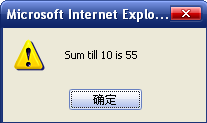 Microsoft Internet Explo...
Sum till 10 is 55
确定